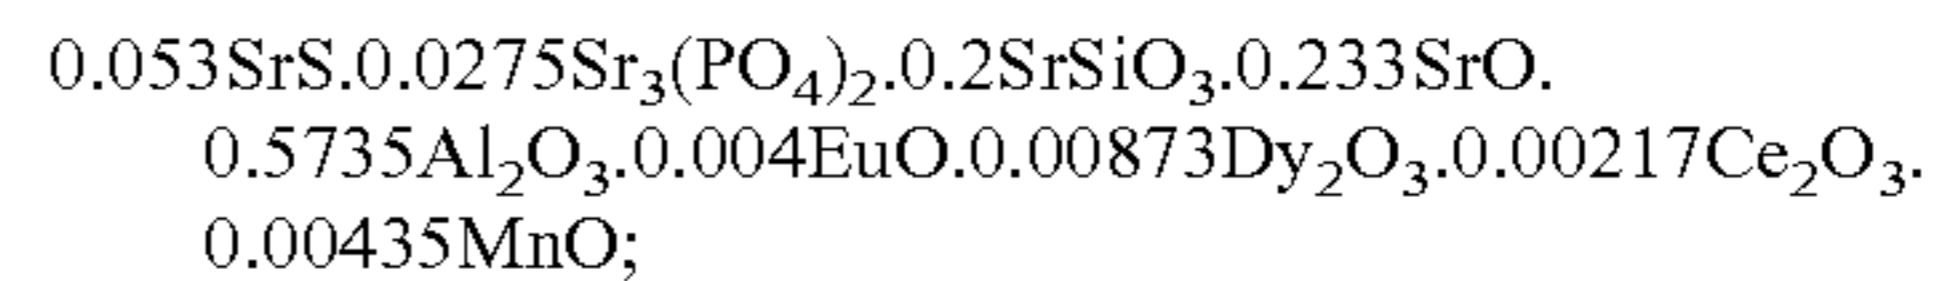 0.053SrS.0.0275Sr₃(PO₄)₂.0.2SrSiO₃.0.233SrO.
0.5735Al₂O₃.0.004EuO.0.00873Dy₂O₃.0.00217Ce₂O₃.
0.00435MnO;